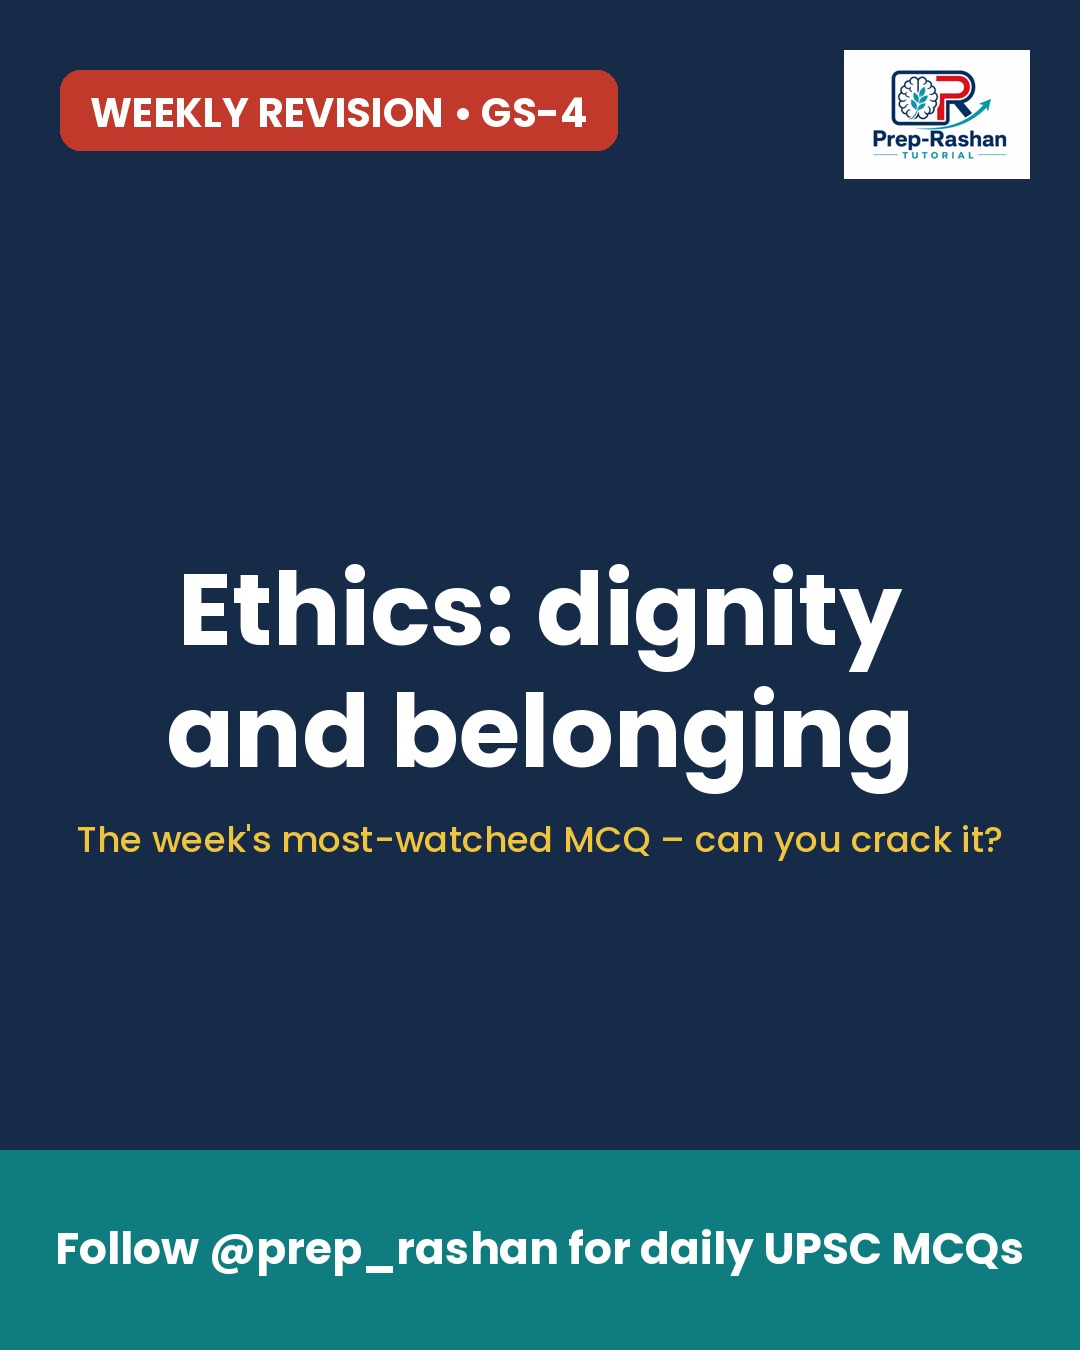 WEEKLY REVISION • GS-4
Prep-Rashan
TUTORIAL
Ethics: dignity
and belonging
The week's most-watched MCQ – can you crack it?
Follow @prep_rashan for daily UPSC MCQs